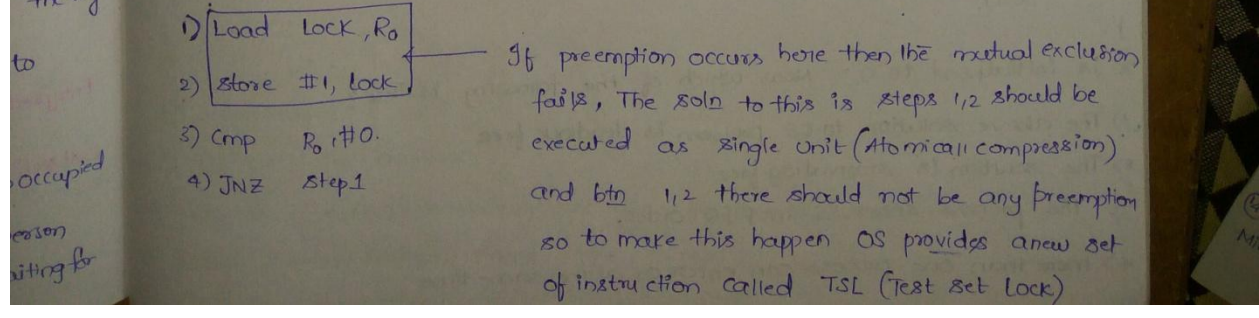 to
occupied
erson
iting for
1) Load Lock, R0
2) store #1, lock
3) Cmp R0, #0.
4) JNZ step1
If preemption occurs here then the mutual exclusion
fails, The soln to this is steps 1,2 should be
executed as single unit (Atomicall compression)
and btn 1,2 there should not be any preemption
so to make this happen OS provides a new set
of instruction called TSL (Test set Lock)